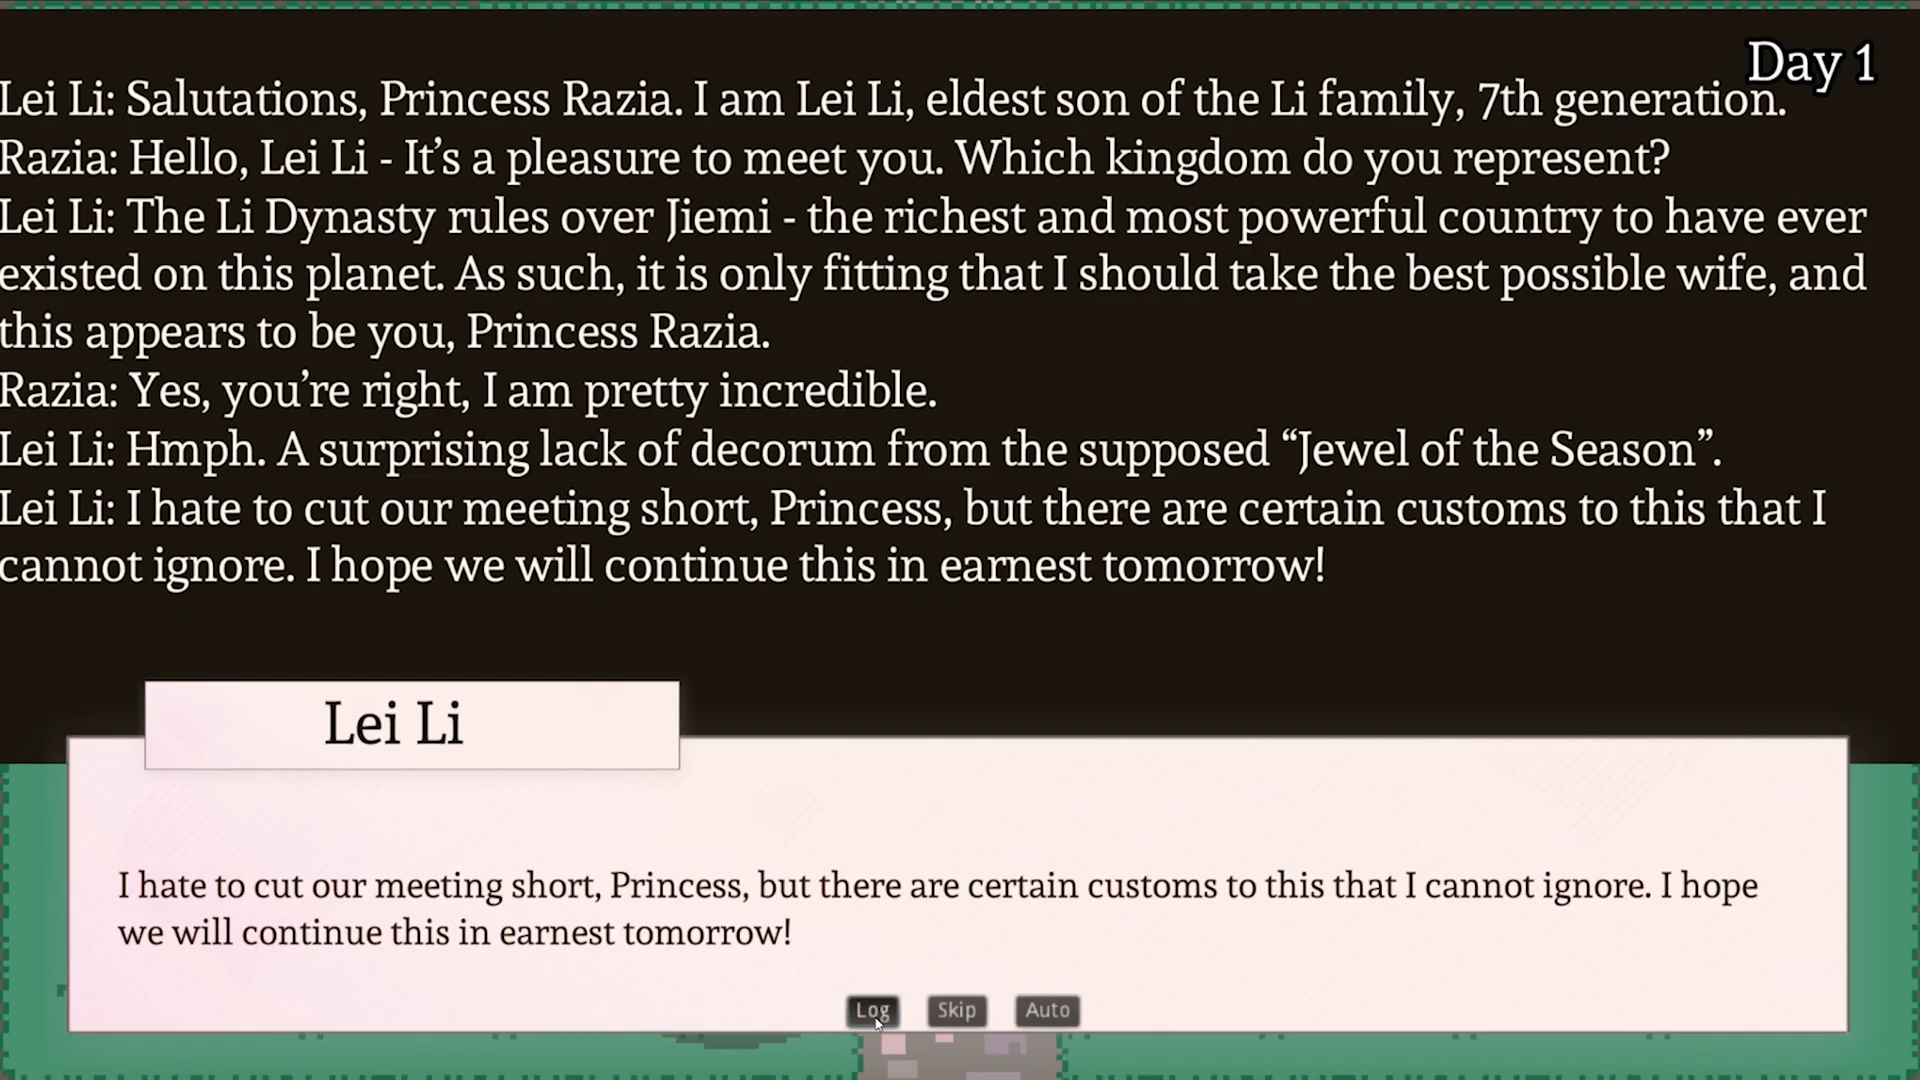 Day 1
Lei Li: Salutations, Princess Razia. I am Lei Li, eldest son of the Li family, 7th generation.
Razia: Hello, Lei Li - It’s a pleasure to meet you. Which kingdom do you represent?
Lei Li: The Li Dynasty rules over Jiemi - the richest and most powerful country to have ever
existed on this planet. As such, it is only fitting that I should take the best possible wife, and
this appears to be you, Princess Razia.
Razia: Yes, you’re right, I am pretty incredible.
Lei Li: Hmph. A surprising lack of decorum from the supposed “Jewel of the Season”.
Lei Li: I hate to cut our meeting short, Princess, but there are certain customs to this that I
cannot ignore. I hope we will continue this in earnest tomorrow!
Lei Li
I hate to cut our meeting short, Princess, but there are certain customs to this that I cannot ignore. I hope
we will continue this in earnest tomorrow!
Log Skip Auto